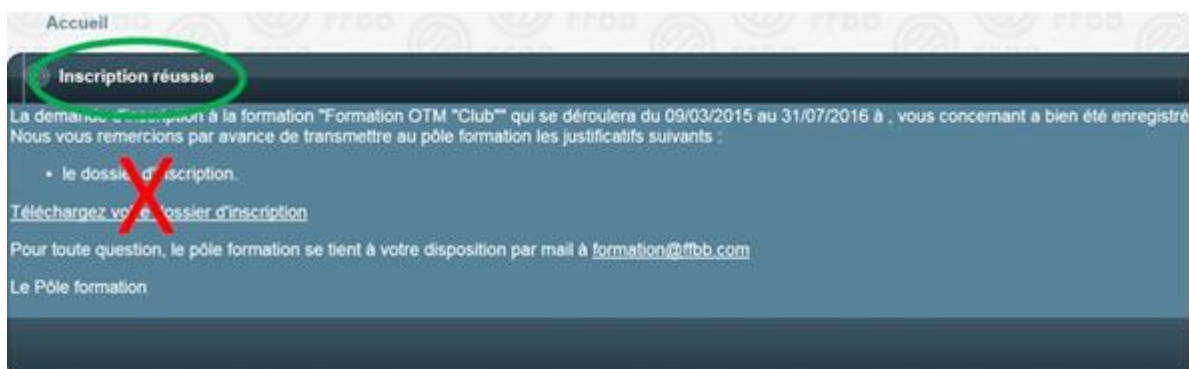 Accueil
Inscription réussie
La demande d'inscription à la formation "Formation OTM "Club"" qui se déroulera du 09/03/2015 au 31/07/2016 à , vous concernant a bien été enregistré
Nous vous remercions par avance de transmettre au pôle formation les justificatifs suivants :
• le dossier d'inscription.
Téléchargez votre dossier d'inscription
Pour toute question, le pôle formation se tient à votre disposition par mail à formation@ffbb.com
Le Pôle formation